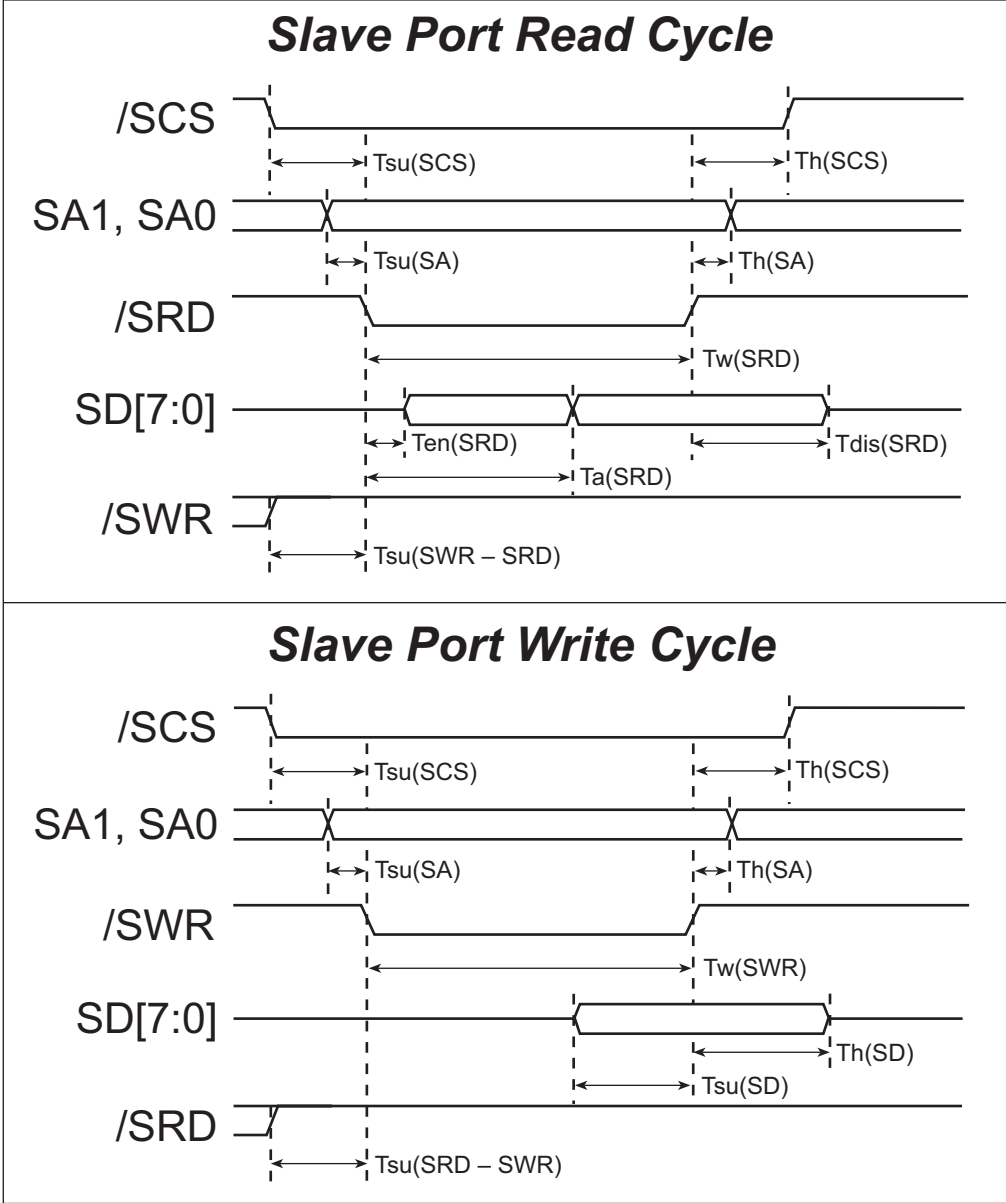 Slave Port Read Cycle
/SCS
Tsu(SCS)
Th(SCS)
SA1, SA0
Tsu(SA)
Th(SA)
/SRD
Tw(SRD)
SD[7:0]
Ten(SRD)
Tdis(SRD)
Ta(SRD)
/SWR
Tsu(SWR – SRD)
Slave Port Write Cycle
/SCS
Tsu(SCS)
Th(SCS)
SA1, SA0
Tsu(SA)
Th(SA)
/SWR
Tw(SWR)
SD[7:0]
Th(SD)
Tsu(SD)
/SRD
Tsu(SRD – SWR)